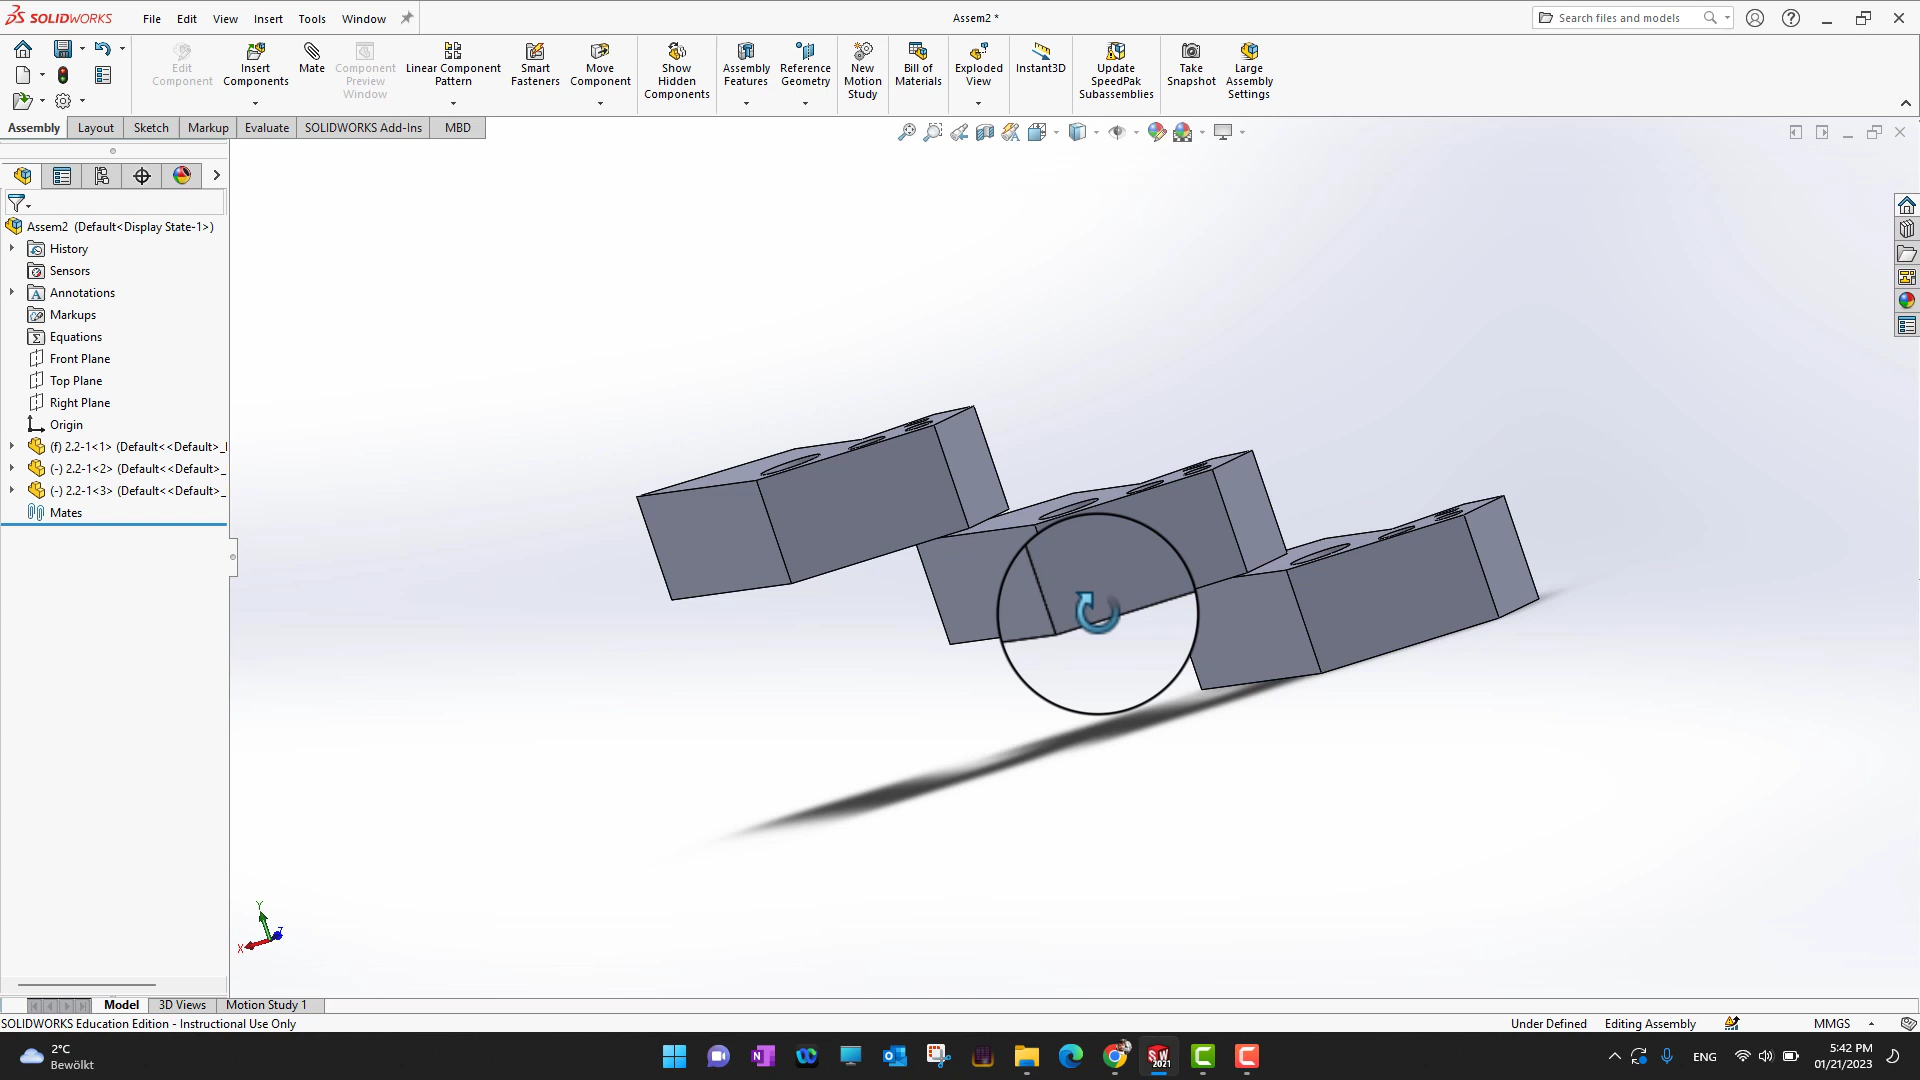 SOLIDWORKS
File Edit View Insert Tools Window
Assem2 *
Search files and models
Edit Component
Insert Components
Mate
Component Preview Window
Linear Component Pattern
Smart Fasteners
Move Component
Show Hidden Components
Assembly Features
Reference Geometry
New Motion Study
Bill of Materials
Exploded View
Instant3D
Update SpeedPak Subassemblies
Take Snapshot
Large Assembly Settings
Assembly Layout Sketch Markup Evaluate SOLIDWORKS Add-Ins MBD
Assem2 (Default<Display State-1>)
History
Sensors
Annotations
Markups
Equations
Front Plane
Top Plane
Right Plane
Origin
(f) 2.2-1<1> (Default<<Default>_
(-) 2.2-1<2> (Default<<Default>_
(-) 2.2-1<3> (Default<<Default>_
Mates
Y
X
Z
Model 3D Views Motion Study 1
SOLIDWORKS Education Edition - Instructional Use Only
Under Defined Editing Assembly MMGS
2°C
Bewölkt
SW
2021
ENG
5:42 PM
01/21/2023